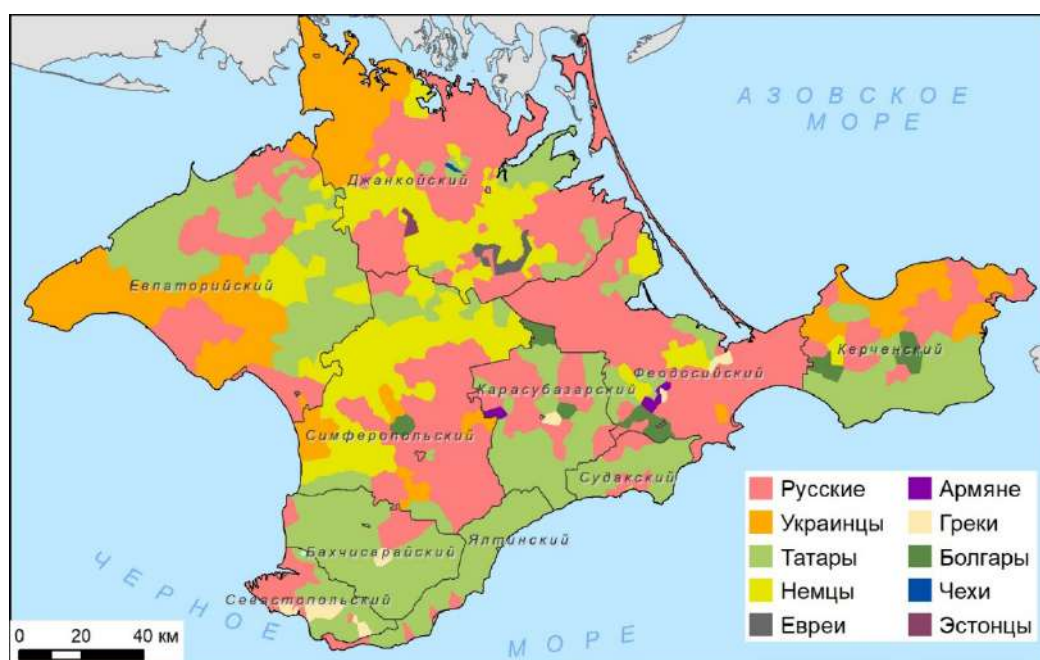 АЗОВСКОЕ
МОРЕ
Джанкойский
Евпаторийский
Керченский
Феодосийский
Карасубазарский
Симферопольский
Судакский
Ялтинский
Бахчисарайский
Севастопольский
ЧЕРНОЕ
МОРЕ
0 20 40 км
Русские
Украинцы
Татары
Немцы
Евреи
Армяне
Греки
Болгары
Чехи
Эстонцы